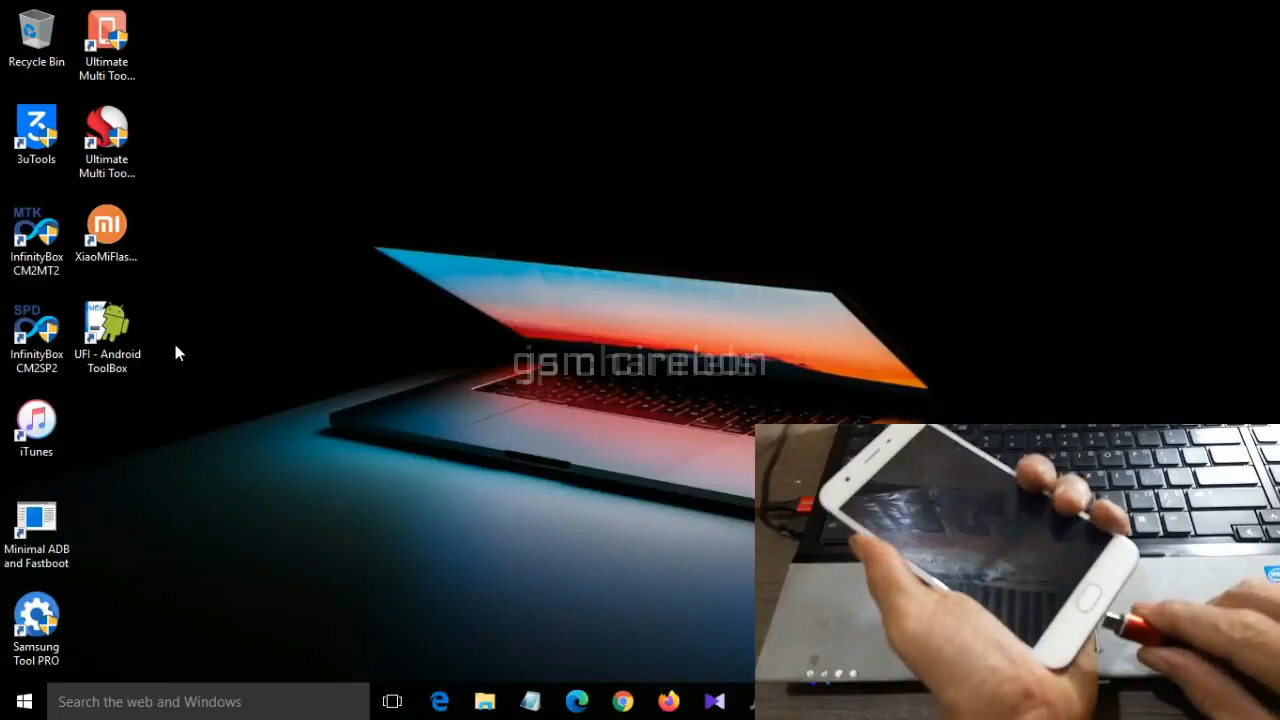 Recycle Bin
Ultimate
Multi Too...
3uTools
Ultimate
Multi Too...
MTK
InfinityBox
CM2MT2
XiaoMiFlas...
SPD
InfinityBox
CM2SP2
UFI - Android
ToolBox
iTunes
Minimal ADB
and Fastboot
Samsung
Tool PRO
Search the web and Windows